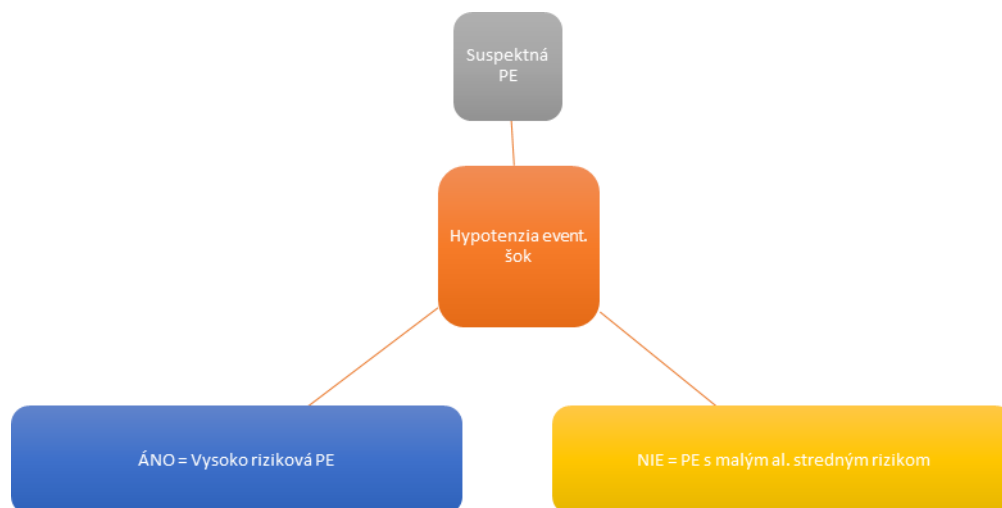 Suspektná
PE
Hypotenzia event.
šok
ÁNO = Vysoko riziková PE
NIE = PE s malým al. stredným rizikom